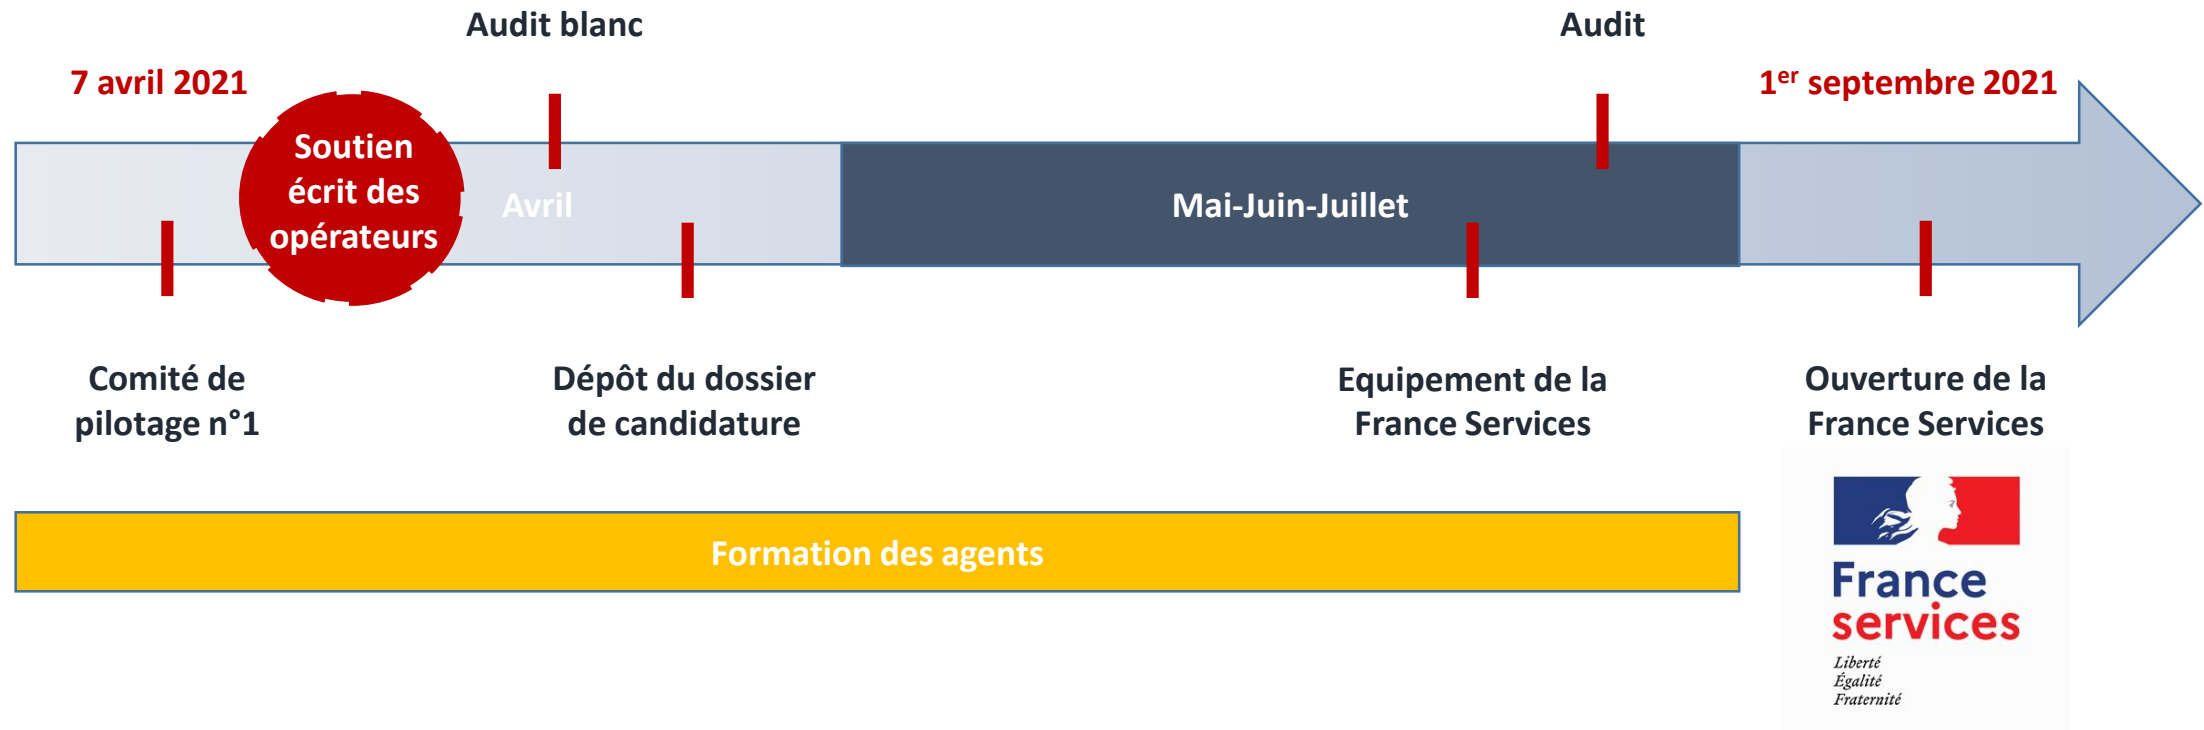 Audit blanc
Audit
7 avril 2021
1er septembre 2021
Soutien
écrit des
opérateurs
Avril
Mai-Juin-Juillet
Comité de
pilotage n°1
Dépôt du dossier
de candidature
Equipement de la
France Services
Ouverture de la
France Services
Formation des agents
France
services
Liberté
Égalité
Fraternité